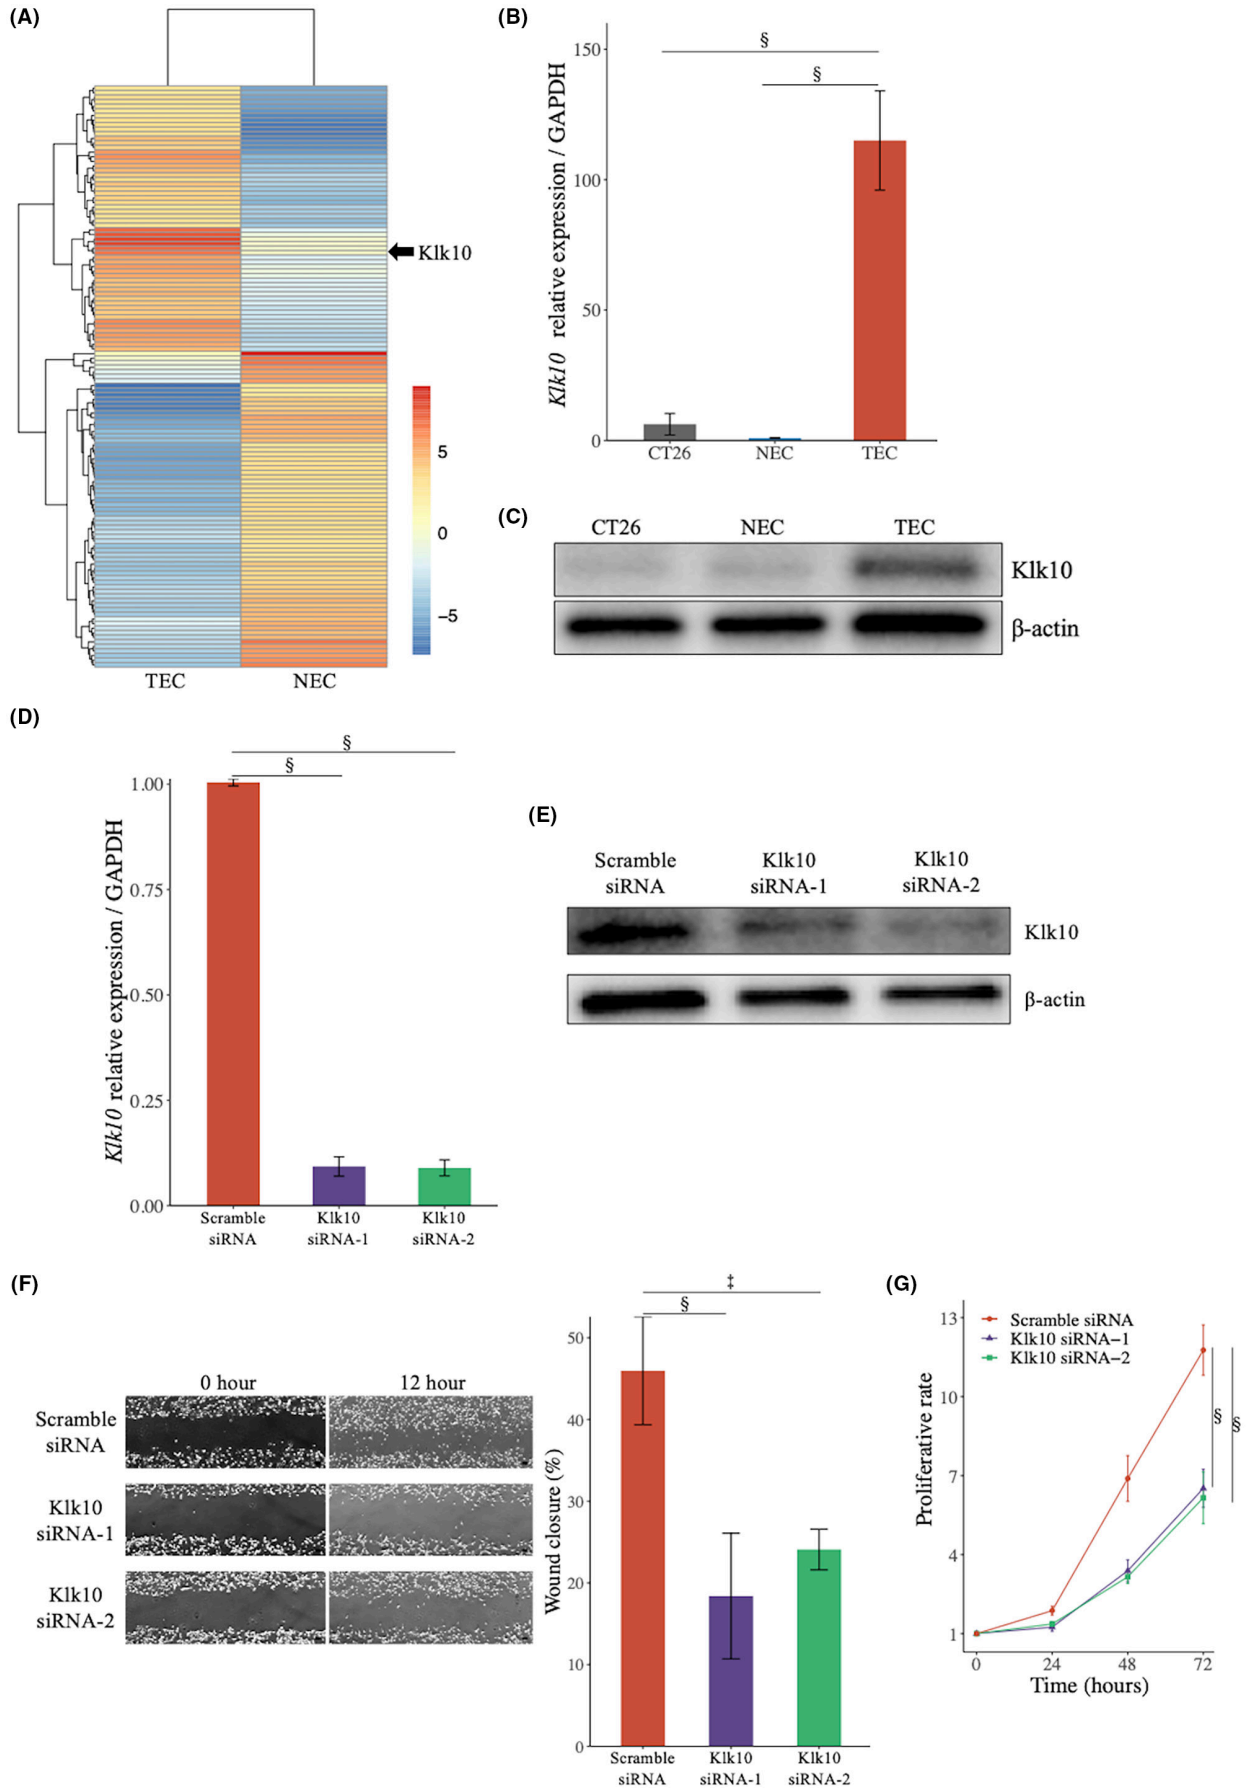 (A)
Klk10
5
0
−5
TEC NEC
(B)
§
§
150
100
50
0
Klk10 relative expression / GAPDH
CT26 NEC TEC
(C)
CT26 NEC TEC
Klk10
β-actin
(D)
§
§
1.00
0.75
0.50
0.25
0.00
Klk10 relative expression / GAPDH
Scramble siRNA
Klk10 siRNA-1
Klk10 siRNA-2
(E)
Scramble siRNA
Klk10 siRNA-1
Klk10 siRNA-2
Klk10
β-actin
(F)
0 hour 12 hour
Scramble
siRNA
Klk10
siRNA-1
Klk10
siRNA-2
‡
§
50
40
30
20
10
0
Wound closure (%)
Scramble siRNA
Klk10 siRNA-1
Klk10 siRNA-2
(G)
Scramble siRNA
Klk10 siRNA−1
Klk10 siRNA−2
13
10
7
4
1
Proliferative rate
§
§
0 24 48 72
Time (hours)